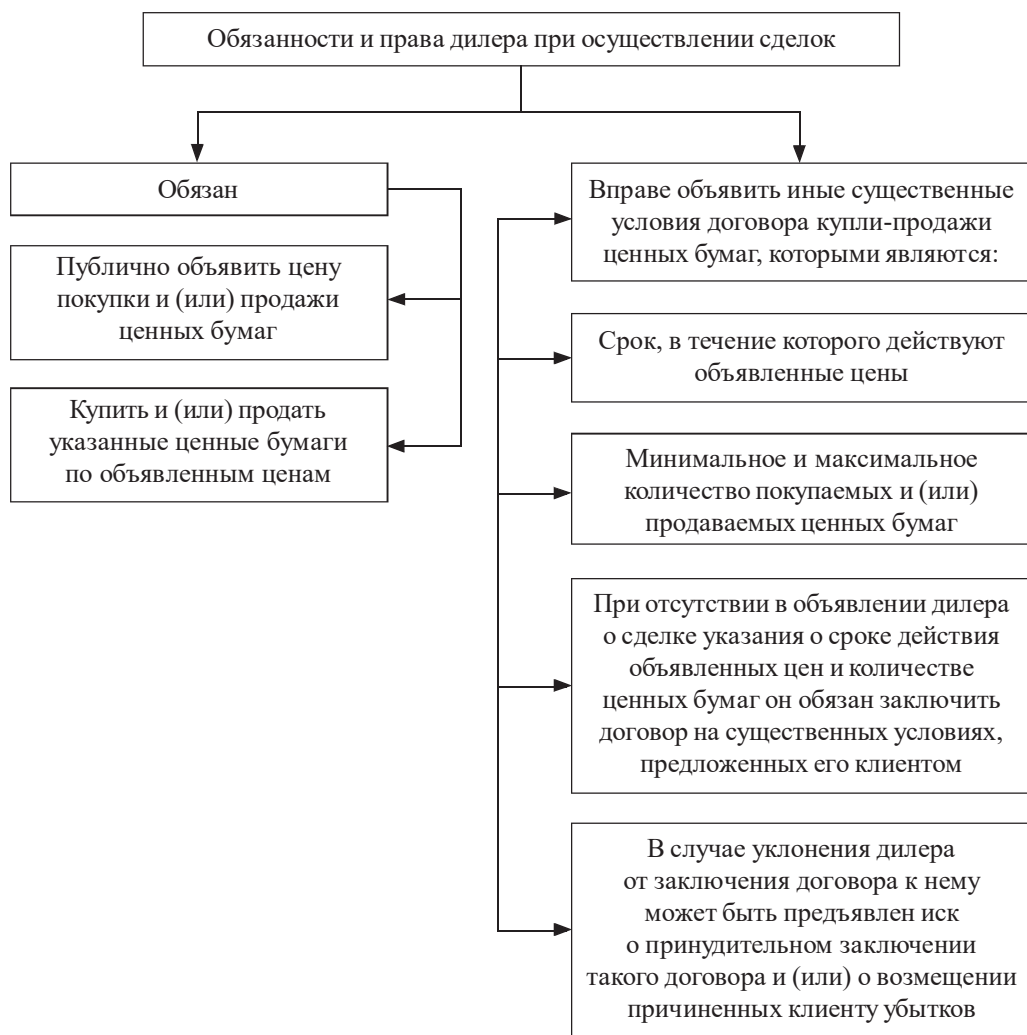 Обязанности и права дилера при осуществлении сделок
Обязан
Публично объявить цену
покупки и (или) продажи
ценных бумаг
Купить и (или) продать
указанные ценные бумаги
по объявленным ценам
Вправе объявить иные существенные
условия договора купли-продажи
ценных бумаг, которыми являются:
Срок, в течение которого действуют
объявленные цены
Минимальное и максимальное
количество покупаемых и (или)
продаваемых ценных бумаг
При отсутствии в объявлении дилера
о сделке указания о сроке действия
объявленных цен и количестве
ценных бумаг он обязан заключить
договор на существенных условиях,
предложенных его клиентом
В случае уклонения дилера
от заключения договора к нему
может быть предъявлен иск
о принудительном заключении
такого договора и (или) о возмещении
причиненных клиенту убытков